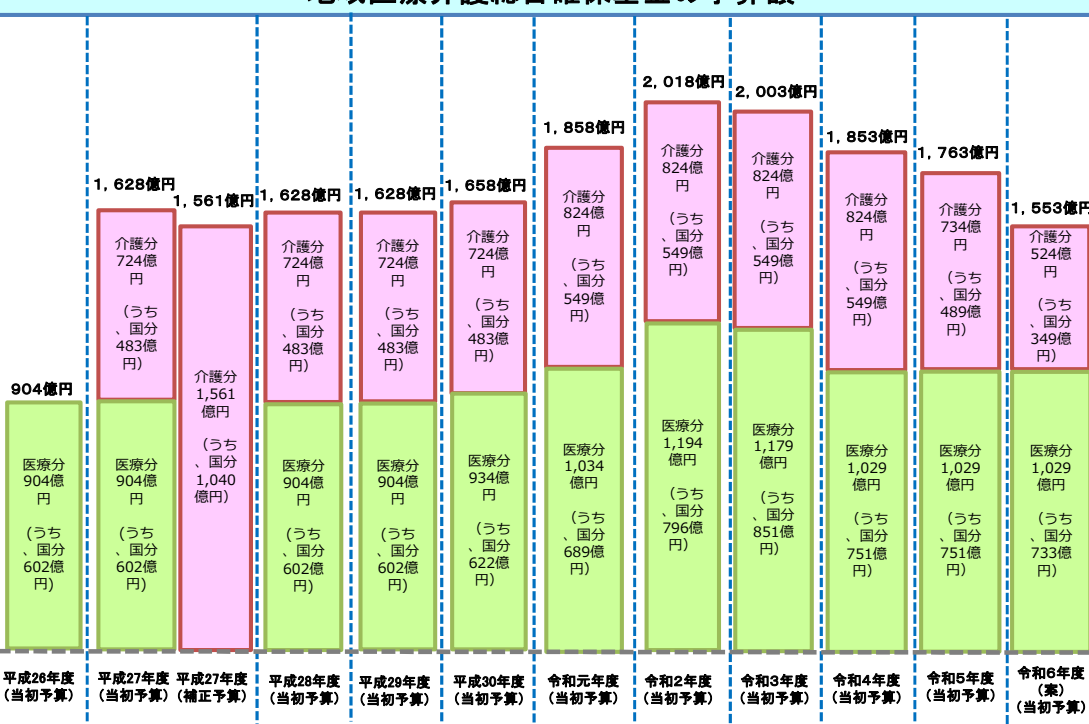 904億円
医療分
904億
円
（うち
、国分
602億
円）
平成26年度
（当初予算）
1，628億円
介護分
724億
円
（うち
、国分
483億
円）
医療分
904億
円
（うち
、国分
602億
円）
平成27年度
（当初予算）
1，561億円
介護分
1,561
億円
（うち
、国分
1,040
億円）
平成27年度
（補正予算）
1，628億円
介護分
724億
円
（うち
、国分
483億
円）
医療分
904億
円
（うち
、国分
602億
円）
平成28年度
（当初予算）
1，628億円
介護分
724億
円
（うち
、国分
483億
円）
医療分
904億
円
（うち
、国分
602億
円）
平成29年度
（当初予算）
1，658億円
介護分
724億
円
（うち
、国分
483億
円）
医療分
934億
円
（うち
、国分
622億
円）
平成30年度
（当初予算）
1，858億円
介護分
824億
円
（うち
、国分
549億
円）
医療分
1,034
億円
（うち
、国分
689億
円）
令和元年度
（当初予算）
2，018億円
介護分
824億
円
（うち
、国分
549億
円）
医療分
1,194
億円
（うち
、国分
796億
円）
令和2年度
（当初予算）
2，003億円
介護分
824億
円
（うち
、国分
549億
円）
医療分
1,179
億円
（うち
、国分
851億
円）
令和3年度
（当初予算）
1，853億円
介護分
824億
円
（うち
、国分
549億
円）
医療分
1,029
億円
（うち
、国分
751億
円）
令和4年度
（当初予算）
1，763億円
介護分
734億
円
（うち
、国分
489億
円）
医療分
1,029
億円
（うち
、国分
751億
円）
令和5年度
（当初予算）
1，553億円
介護分
524億
円
（うち
、国分
349億
円）
医療分
1,029
億円
（うち
、国分
733億
円）
令和6年度
（案）
（当初予算）